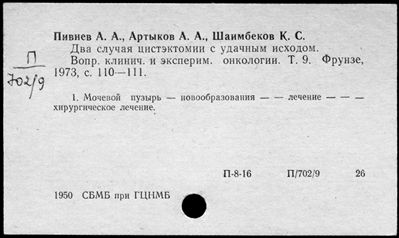 Пивнев А. А., Артыков А. А., Шаимбеков К. С.
Два случая цистэктомии с удачным исходом.
Вопр. клинич. и эксперим. онкологии. Т. 9. Фрунзе,
1973, с. 110—111.
П
702/9
1. Мочевой пузырь — новообразования — — лечение — — —
хирургическое лечение.
П-8-16 П/702/9 26
1950 СБМБ при ГЦНМБ